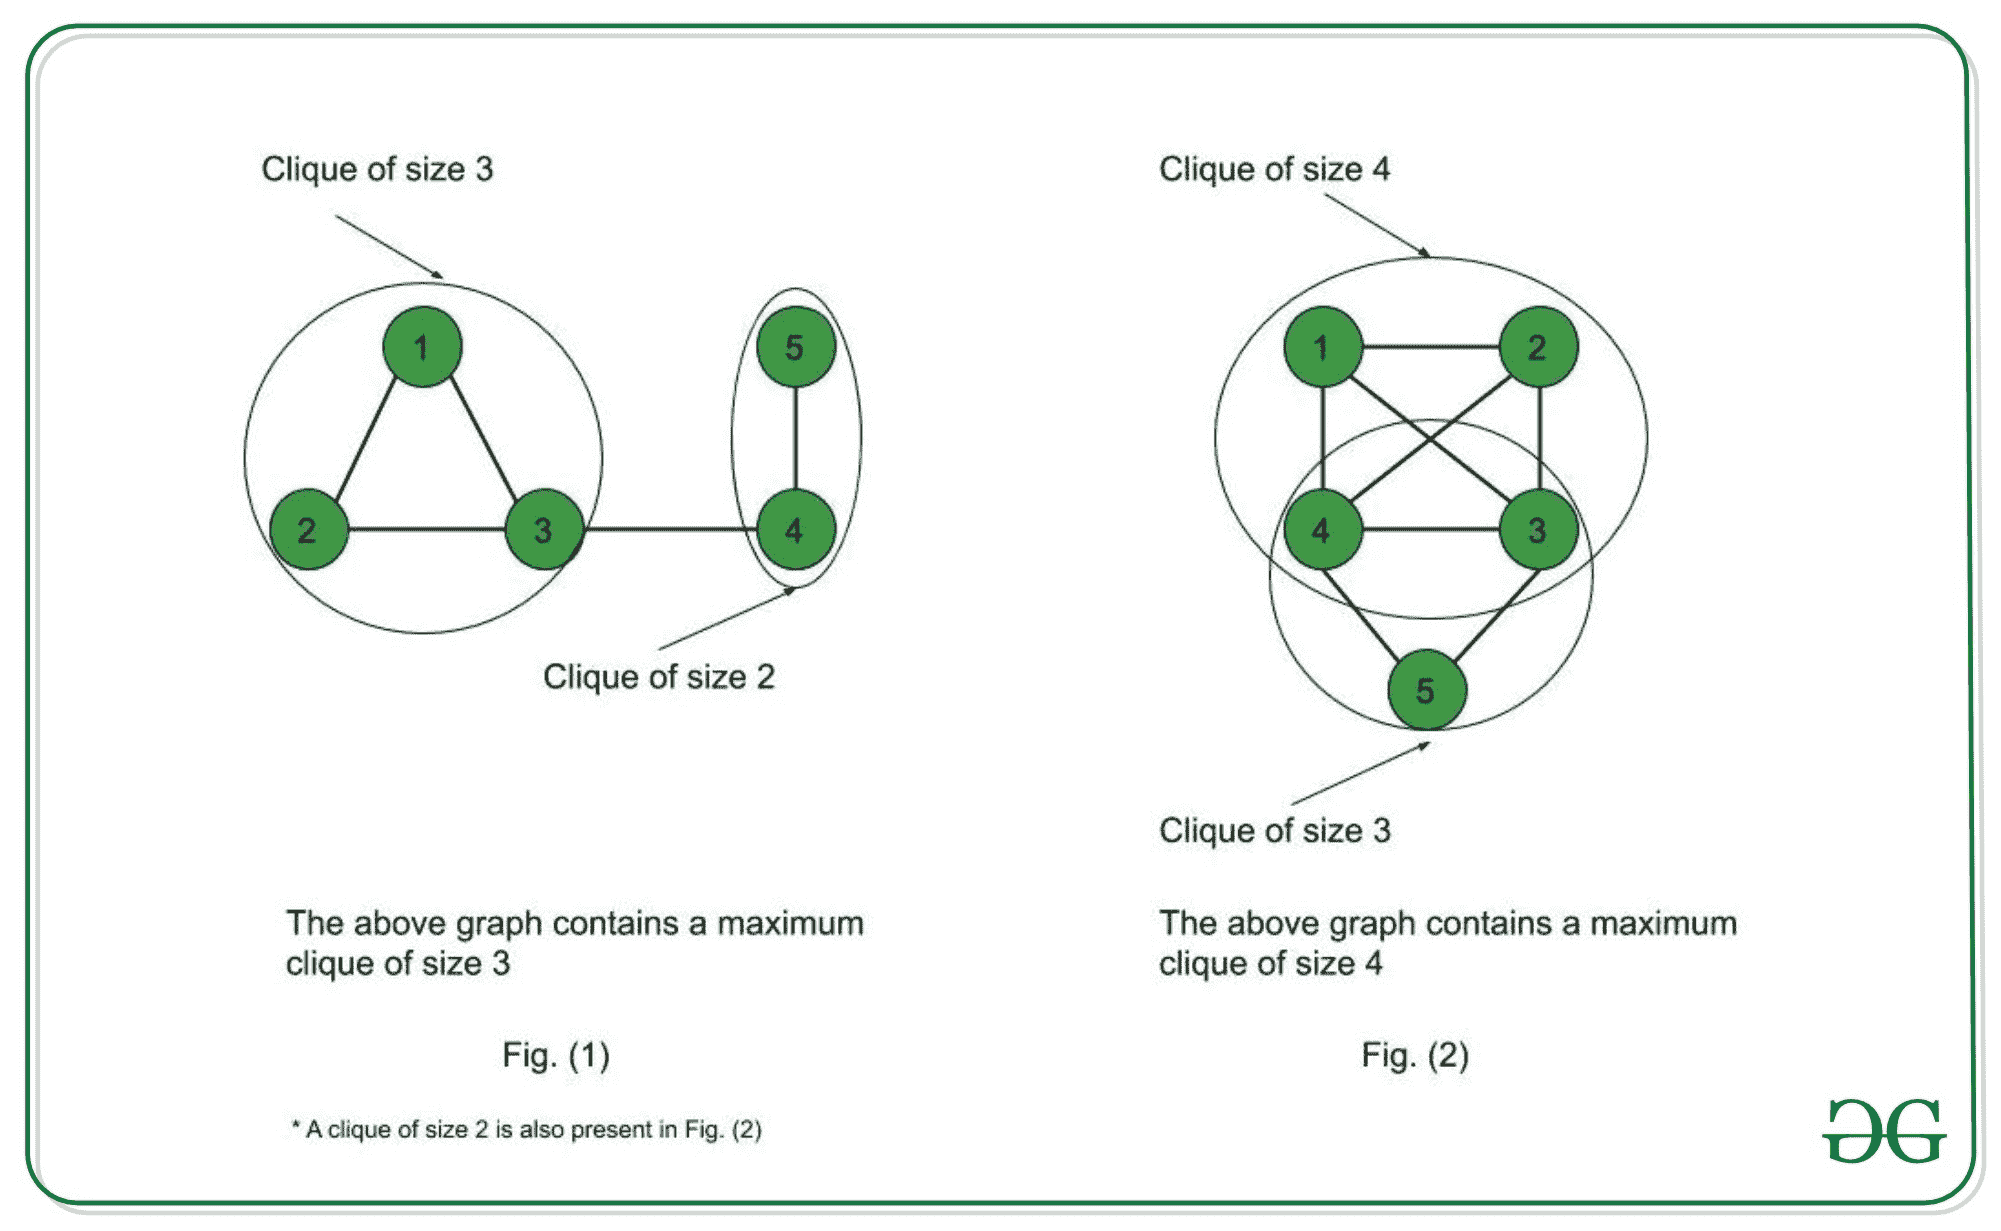 Clique of size 3
1
5
2
3
4
Clique of size 2
The above graph contains a maximum
clique of size 3
Fig. (1)
* A clique of size 2 is also present in Fig. (2)
Clique of size 4
1
2
4
3
5
Clique of size 3
The above graph contains a maximum
clique of size 4
Fig. (2)